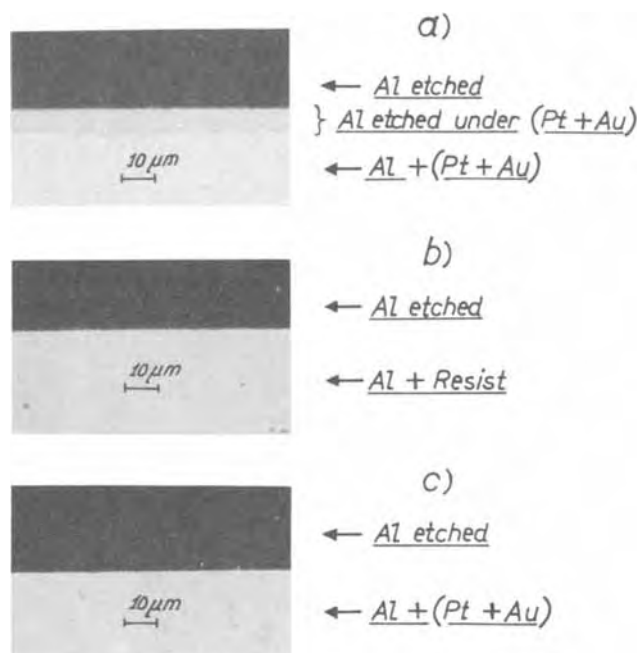 a)
← Al etched
} Al etched under (Pt + Au)
← Al + (Pt + Au)
10 µm
b)
← Al etched
← Al + Resist
10 µm
c)
← Al etched
10 µm
← Al + (Pt + Au)